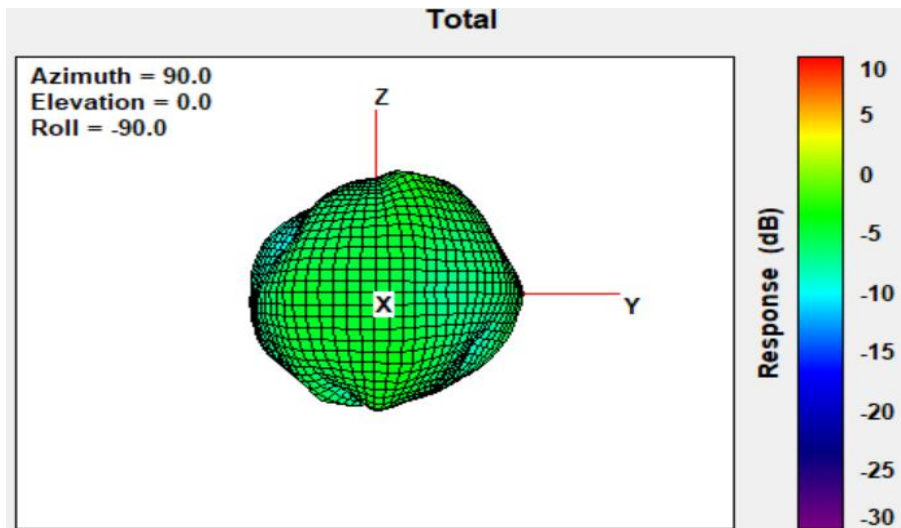 Total
Azimuth = 90.0
Elevation = 0.0
Roll = -90.0
Z
X
Y
Response (dB)
10
5
0
-5
-10
-15
-20
-25
-30